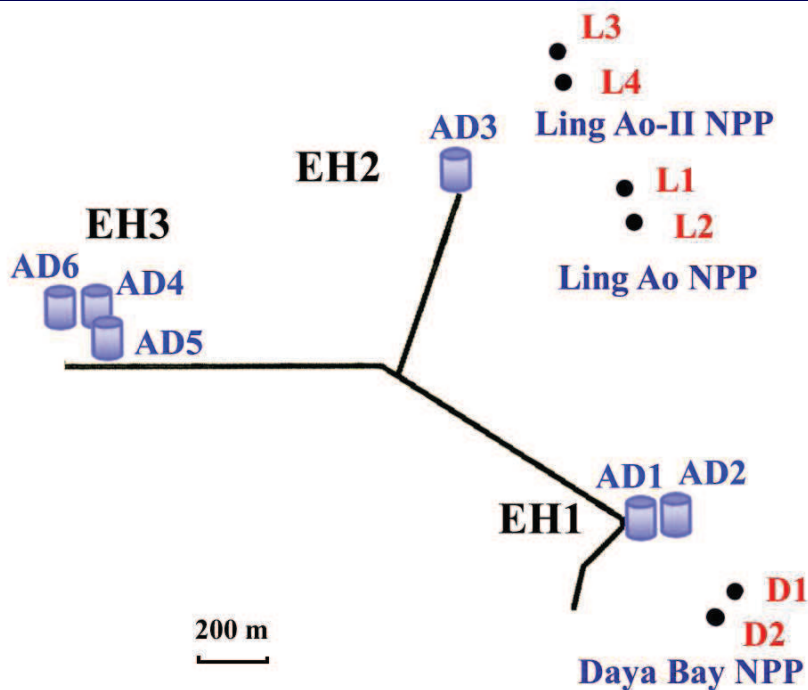 L3
L4
Ling Ao-II NPP
AD3
EH2
L1
L2
Ling Ao NPP
EH3
AD6
AD4
AD5
AD1
AD2
EH1
D1
D2
Daya Bay NPP
200 m